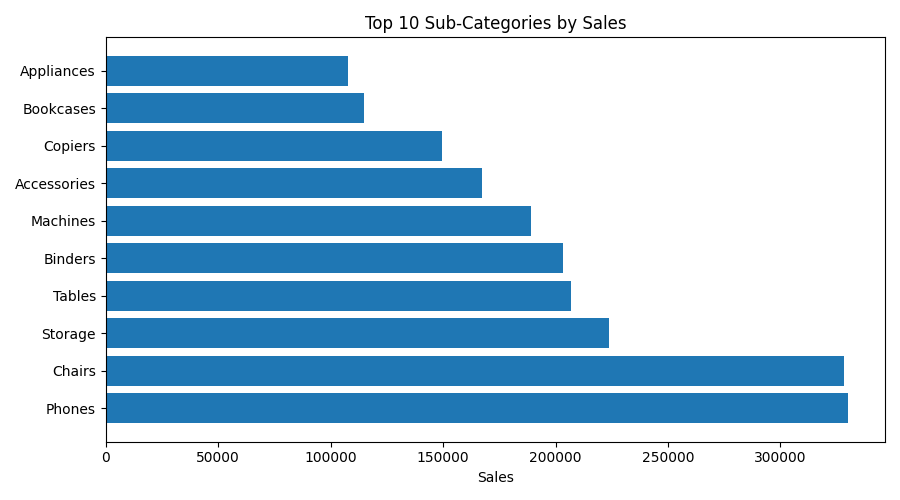 Top 10 Sub-Categories by Sales
Appliances
Bookcases
Copiers
Accessories
Machines
Binders
Tables
Storage
Chairs
Phones
0 50000 100000 150000 200000 250000 300000
Sales